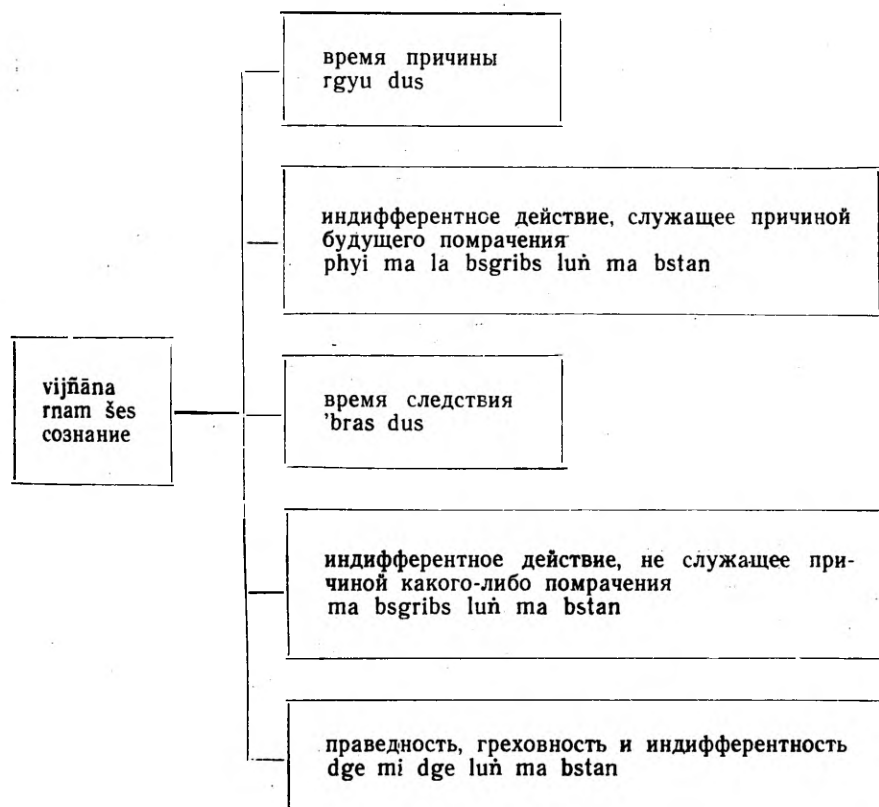 время причины
rgyu dus
индифферентное действие, служащее причиной
будущего помрачения
phyi ma la bsgribs luṅ ma bstan
vijñāna
rnam šes
сознание
время следствия
’bras dus
индифферентное действие, не служащее при-
чиной какого-либо помрачения
ma bsgribs luṅ ma bstan
праведность, греховность и индифферентность
dge mi dge luṅ ma bstan